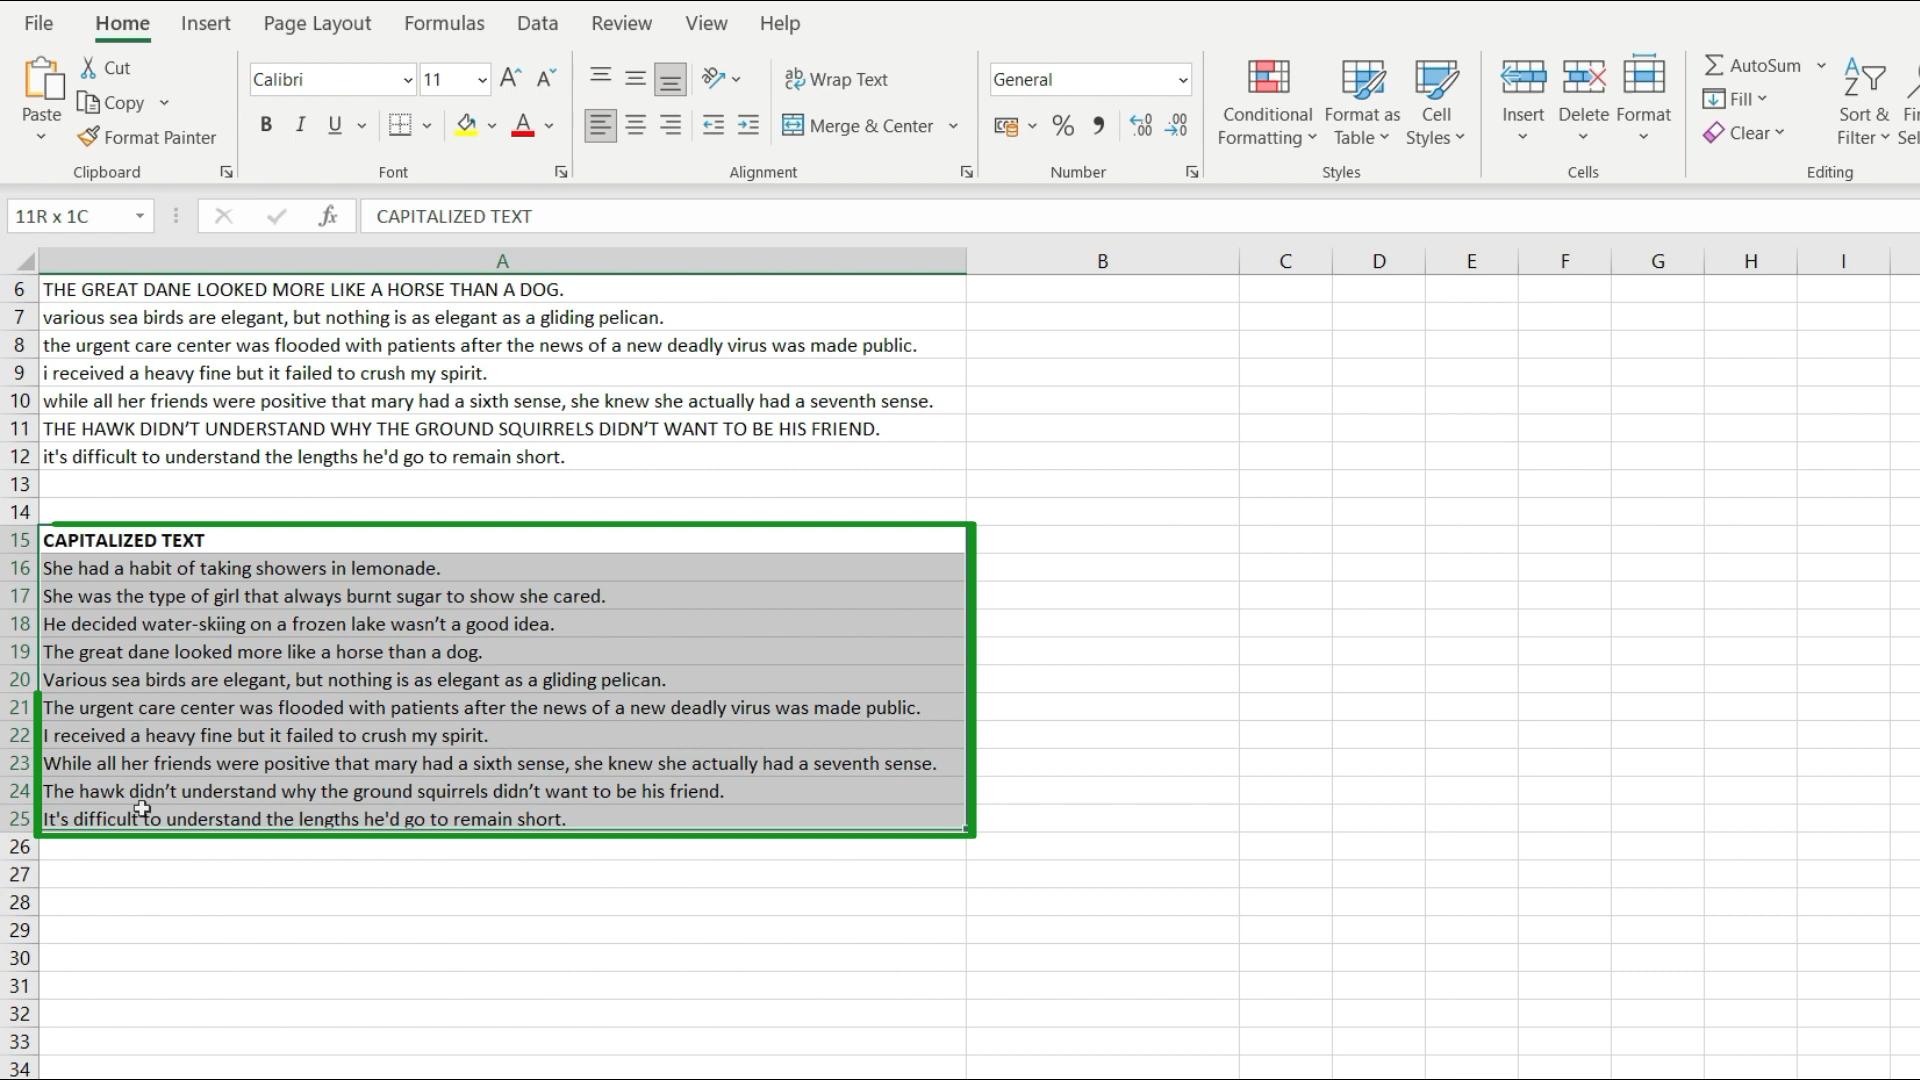 File Home Insert Page Layout Formulas Data Review View Help
Paste Cut Copy Format Painter Clipboard
Calibri 11 B I U A Font
ab Wrap Text Merge & Center Alignment
General % Number
Conditional Formatting Format as Table Cell Styles Styles
Insert Delete Format Cells
AutoSum Fill Clear Sort & Filter Editing
11R x 1C fx CAPITALIZED TEXT
A B C D E F G H I
6 THE GREAT DANE LOOKED MORE LIKE A HORSE THAN A DOG.
7 various sea birds are elegant, but nothing is as elegant as a gliding pelican.
8 the urgent care center was flooded with patients after the news of a new deadly virus was made public.
9 i received a heavy fine but it failed to crush my spirit.
10 while all her friends were positive that mary had a sixth sense, she knew she actually had a seventh sense.
11 THE HAWK DIDN’T UNDERSTAND WHY THE GROUND SQUIRRELS DIDN’T WANT TO BE HIS FRIEND.
12 it's difficult to understand the lengths he'd go to remain short.
13
14
15 CAPITALIZED TEXT
16 She had a habit of taking showers in lemonade.
17 She was the type of girl that always burnt sugar to show she cared.
18 He decided water-skiing on a frozen lake wasn’t a good idea.
19 The great dane looked more like a horse than a dog.
20 Various sea birds are elegant, but nothing is as elegant as a gliding pelican.
21 The urgent care center was flooded with patients after the news of a new deadly virus was made public.
22 I received a heavy fine but it failed to crush my spirit.
23 While all her friends were positive that mary had a sixth sense, she knew she actually had a seventh sense.
24 The hawk didn’t understand why the ground squirrels didn’t want to be his friend.
25 It's difficult to understand the lengths he'd go to remain short.
26
27
28
29
30
31
32
33
34